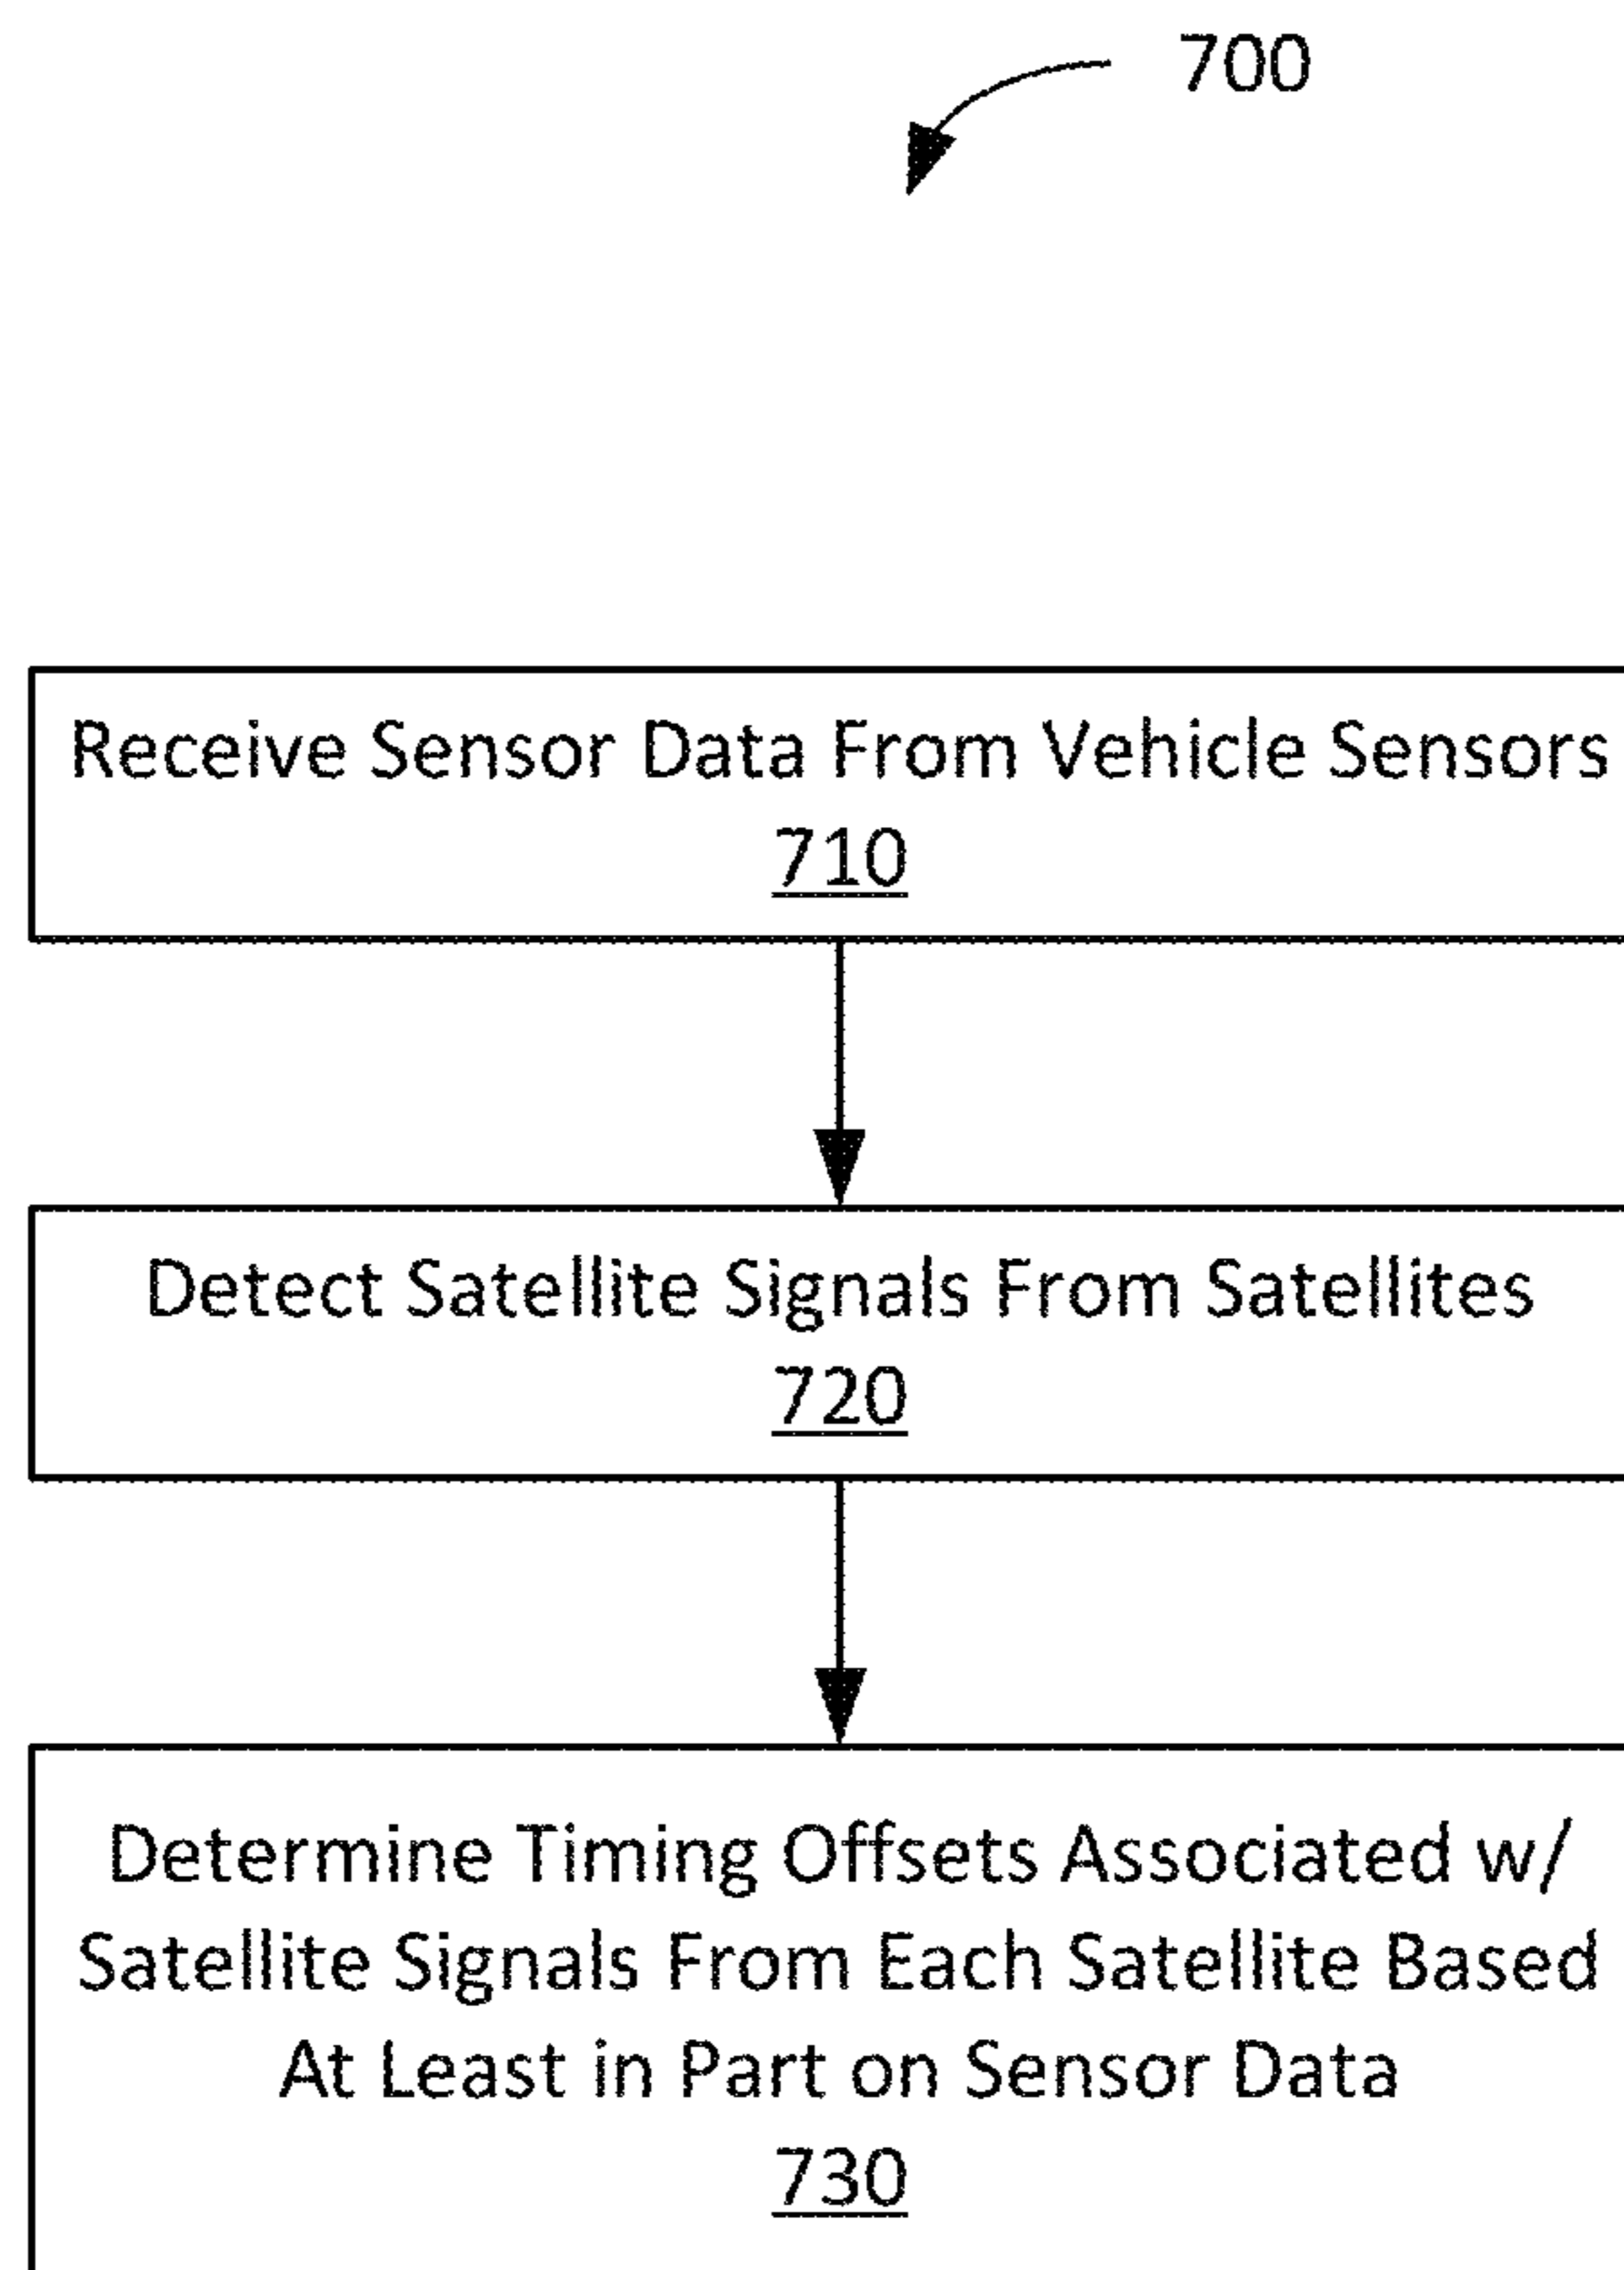 700
Receive Sensor Data From Vehicle Sensors
710
Detect Satellite Signals From Satellites
720
Determine Timing Offsets Associated w/
Satellite Signals From Each Satellite Based
At Least in Part on Sensor Data
730